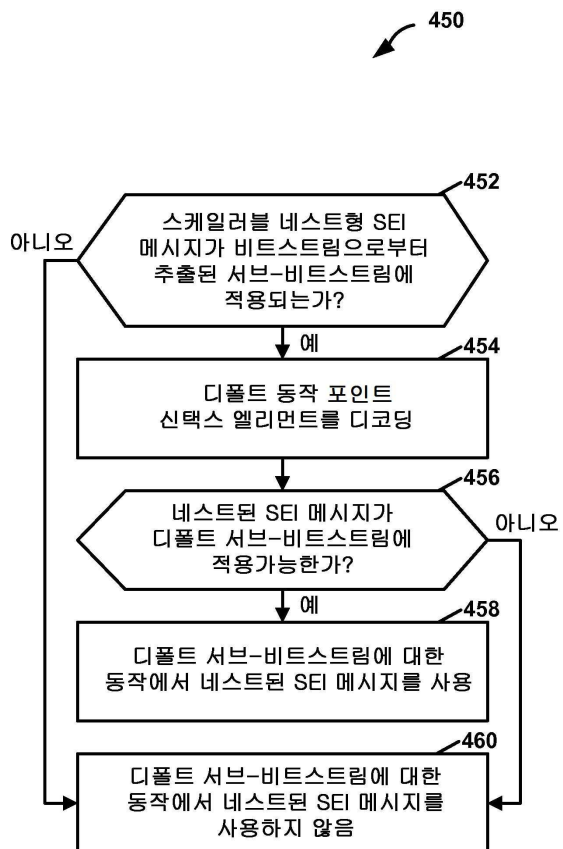 450
452
스케일러블 네스트형 SEI
메시지가 비트스트림으로부터
추출된 서브-비트스트림에
적용되는가?
아니오
예
454
디폴트 동작 포인트
신택스 엘리먼트를 디코딩
456
네스트된 SEI 메시지가
디폴트 서브-비트스트림에
적용가능한가?
아니오
예
458
디폴트 서브-비트스트림에 대한
동작에서 네스트된 SEI 메시지를 사용
460
디폴트 서브-비트스트림에 대한
동작에서 네스트된 SEI 메시지를
사용하지 않음